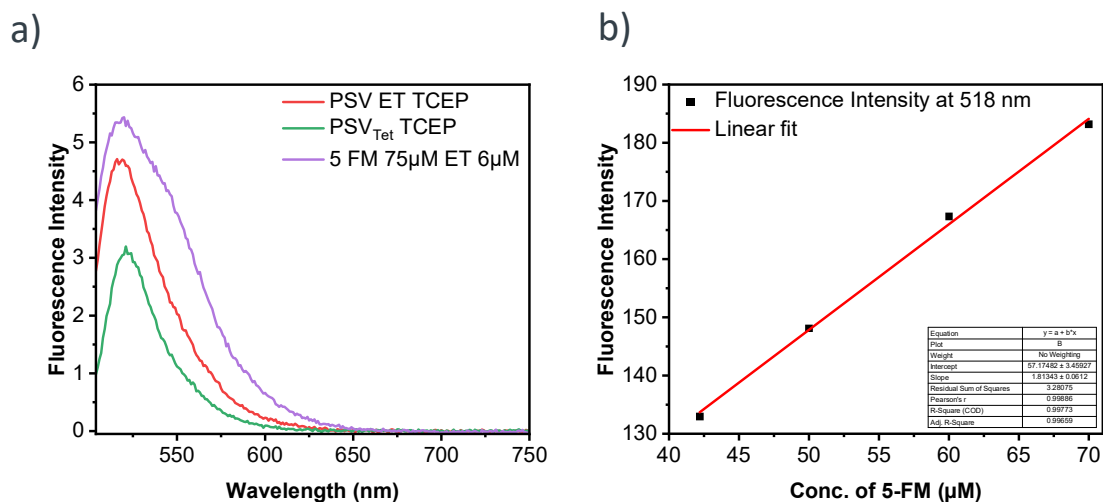 a)
Fluorescence Intensity
6
5
4
3
2
1
0
PSV ET TCEP
PSVTet TCEP
5 FM 75µM ET 6µM
550 600 650 700 750
Wavelength (nm)
b)
Fluorescence Intensity
190
180
170
160
150
140
130
Fluorescence Intensity at 518 nm
Linear fit
Equation y = a + b*x
Plot B
Weight No Weighting
Intercept 57.17482 ± 3.45927
Slope 1.81343 ± 0.0612
Residual Sum of Squares 3.28075
Pearson's r 0.99886
R-Square (COD) 0.99773
Adj. R-Square 0.99659
40 45 50 55 60 65 70
Conc. of 5-FM (µM)